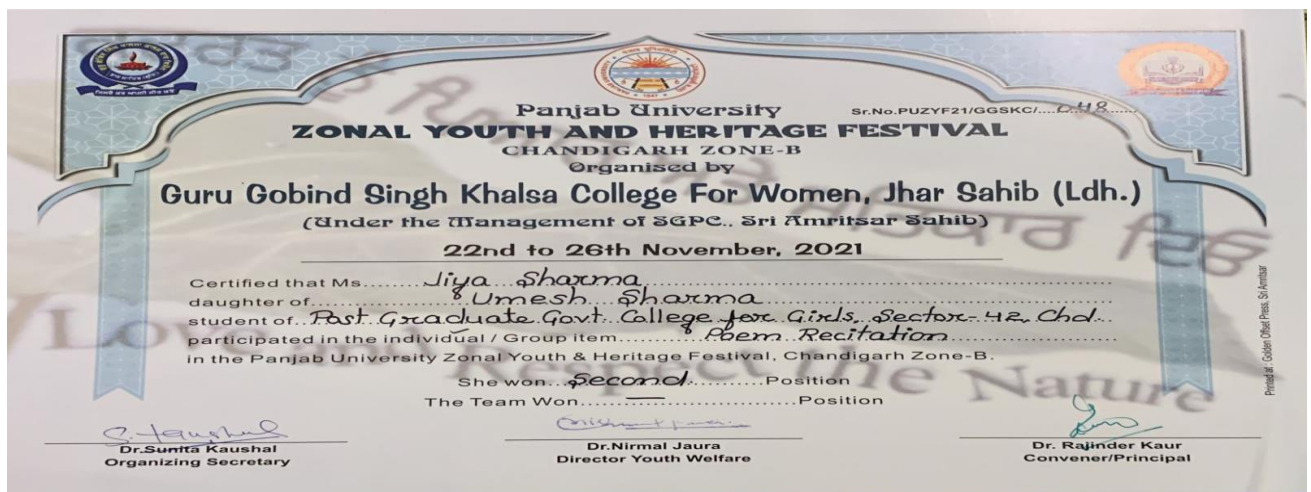 Panjab University
Sr.No.PUZYF21/GGSKC/....048......
ZONAL YOUTH AND HERITAGE FESTIVAL
CHANDIGARH ZONE-B
Organised by
Guru Gobind Singh Khalsa College For Women, Jhar Sahib (Ldh.)
(Under the Management of SGPC., Sri Amritsar Sahib)
22nd to 26th November, 2021
Certified that Ms.......Jiya Sharma
daughter of..................Umesh Sharma
student of..Post Graduate Govt. College for Girls, Sector-42, Chd.
participated in the individual / Group item..........Poem Recitation
in the Panjab University Zonal Youth & Heritage Festival, Chandigarh Zone-B.
She won...Second...........Position
The Team Won.......—.....................Position
Love and Respect the Nature
Dr.Sunita Kaushal
Organizing Secretary
Dr.Nirmal Jaura
Director Youth Welfare
Dr. Rajinder Kaur
Convener/Principal
Printed at : Golden Offset Press, Sri Amritsar